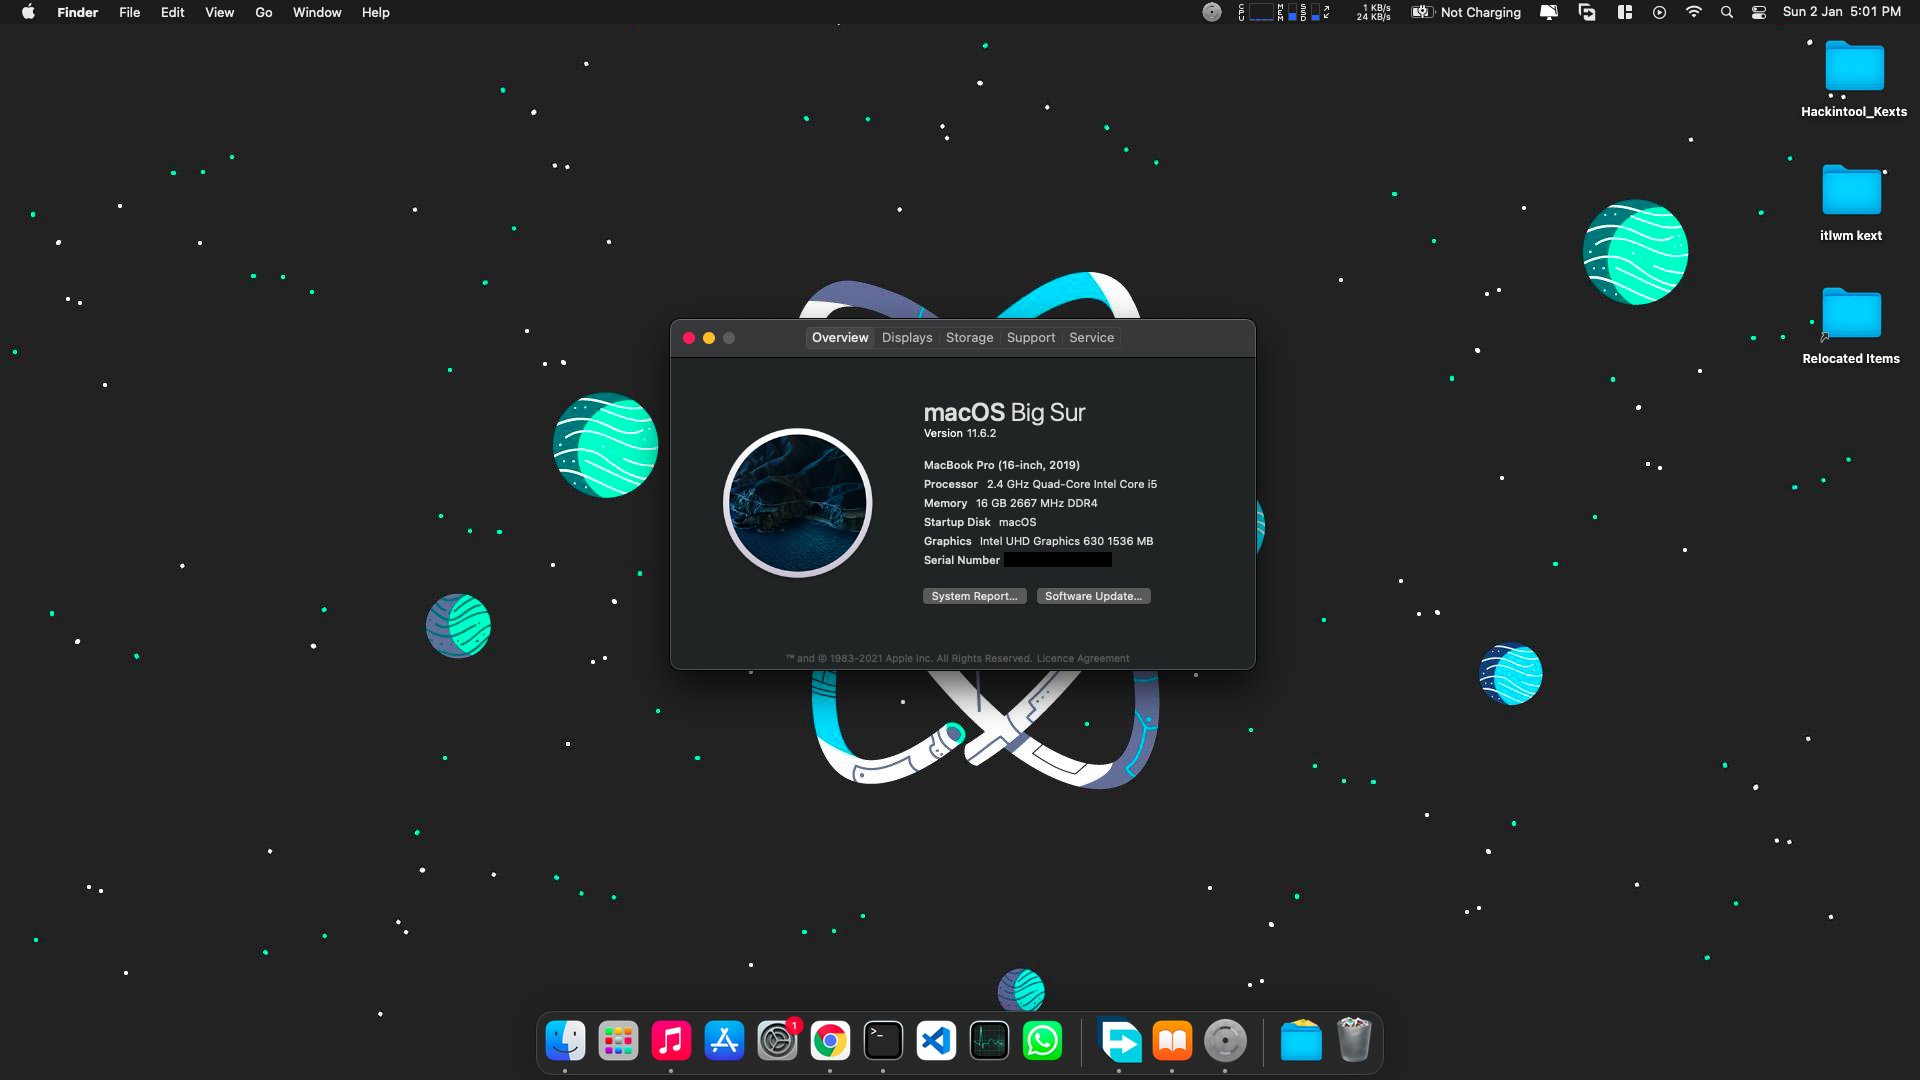 Finder File Edit View Go Window Help
CPU MEM SSD 1 KB/s 24 KB/s Not Charging Sun 2 Jan 5:01 PM
Hackintool_Kexts
itlwm kext
Relocated Items
Overview Displays Storage Support Service
macOS Big Sur
Version 11.6.2
MacBook Pro (16-inch, 2019)
Processor 2.4 GHz Quad-Core Intel Core i5
Memory 16 GB 2667 MHz DDR4
Startup Disk macOS
Graphics Intel UHD Graphics 630 1536 MB
Serial Number
System Report... Software Update...
™ and © 1983-2021 Apple Inc. All Rights Reserved. Licence Agreement
1
>_